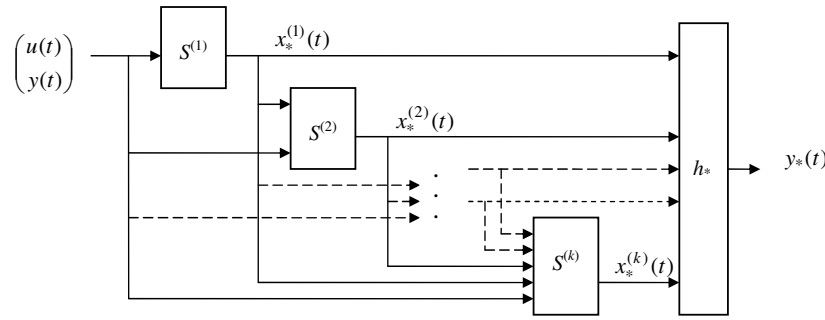 u(t)
y(t)
S^(1)
x_*^(1)(t)
S^(2)
x_*^(2)(t)
h_*
y_*(t)
S^(k)
x_*^(k)(t)